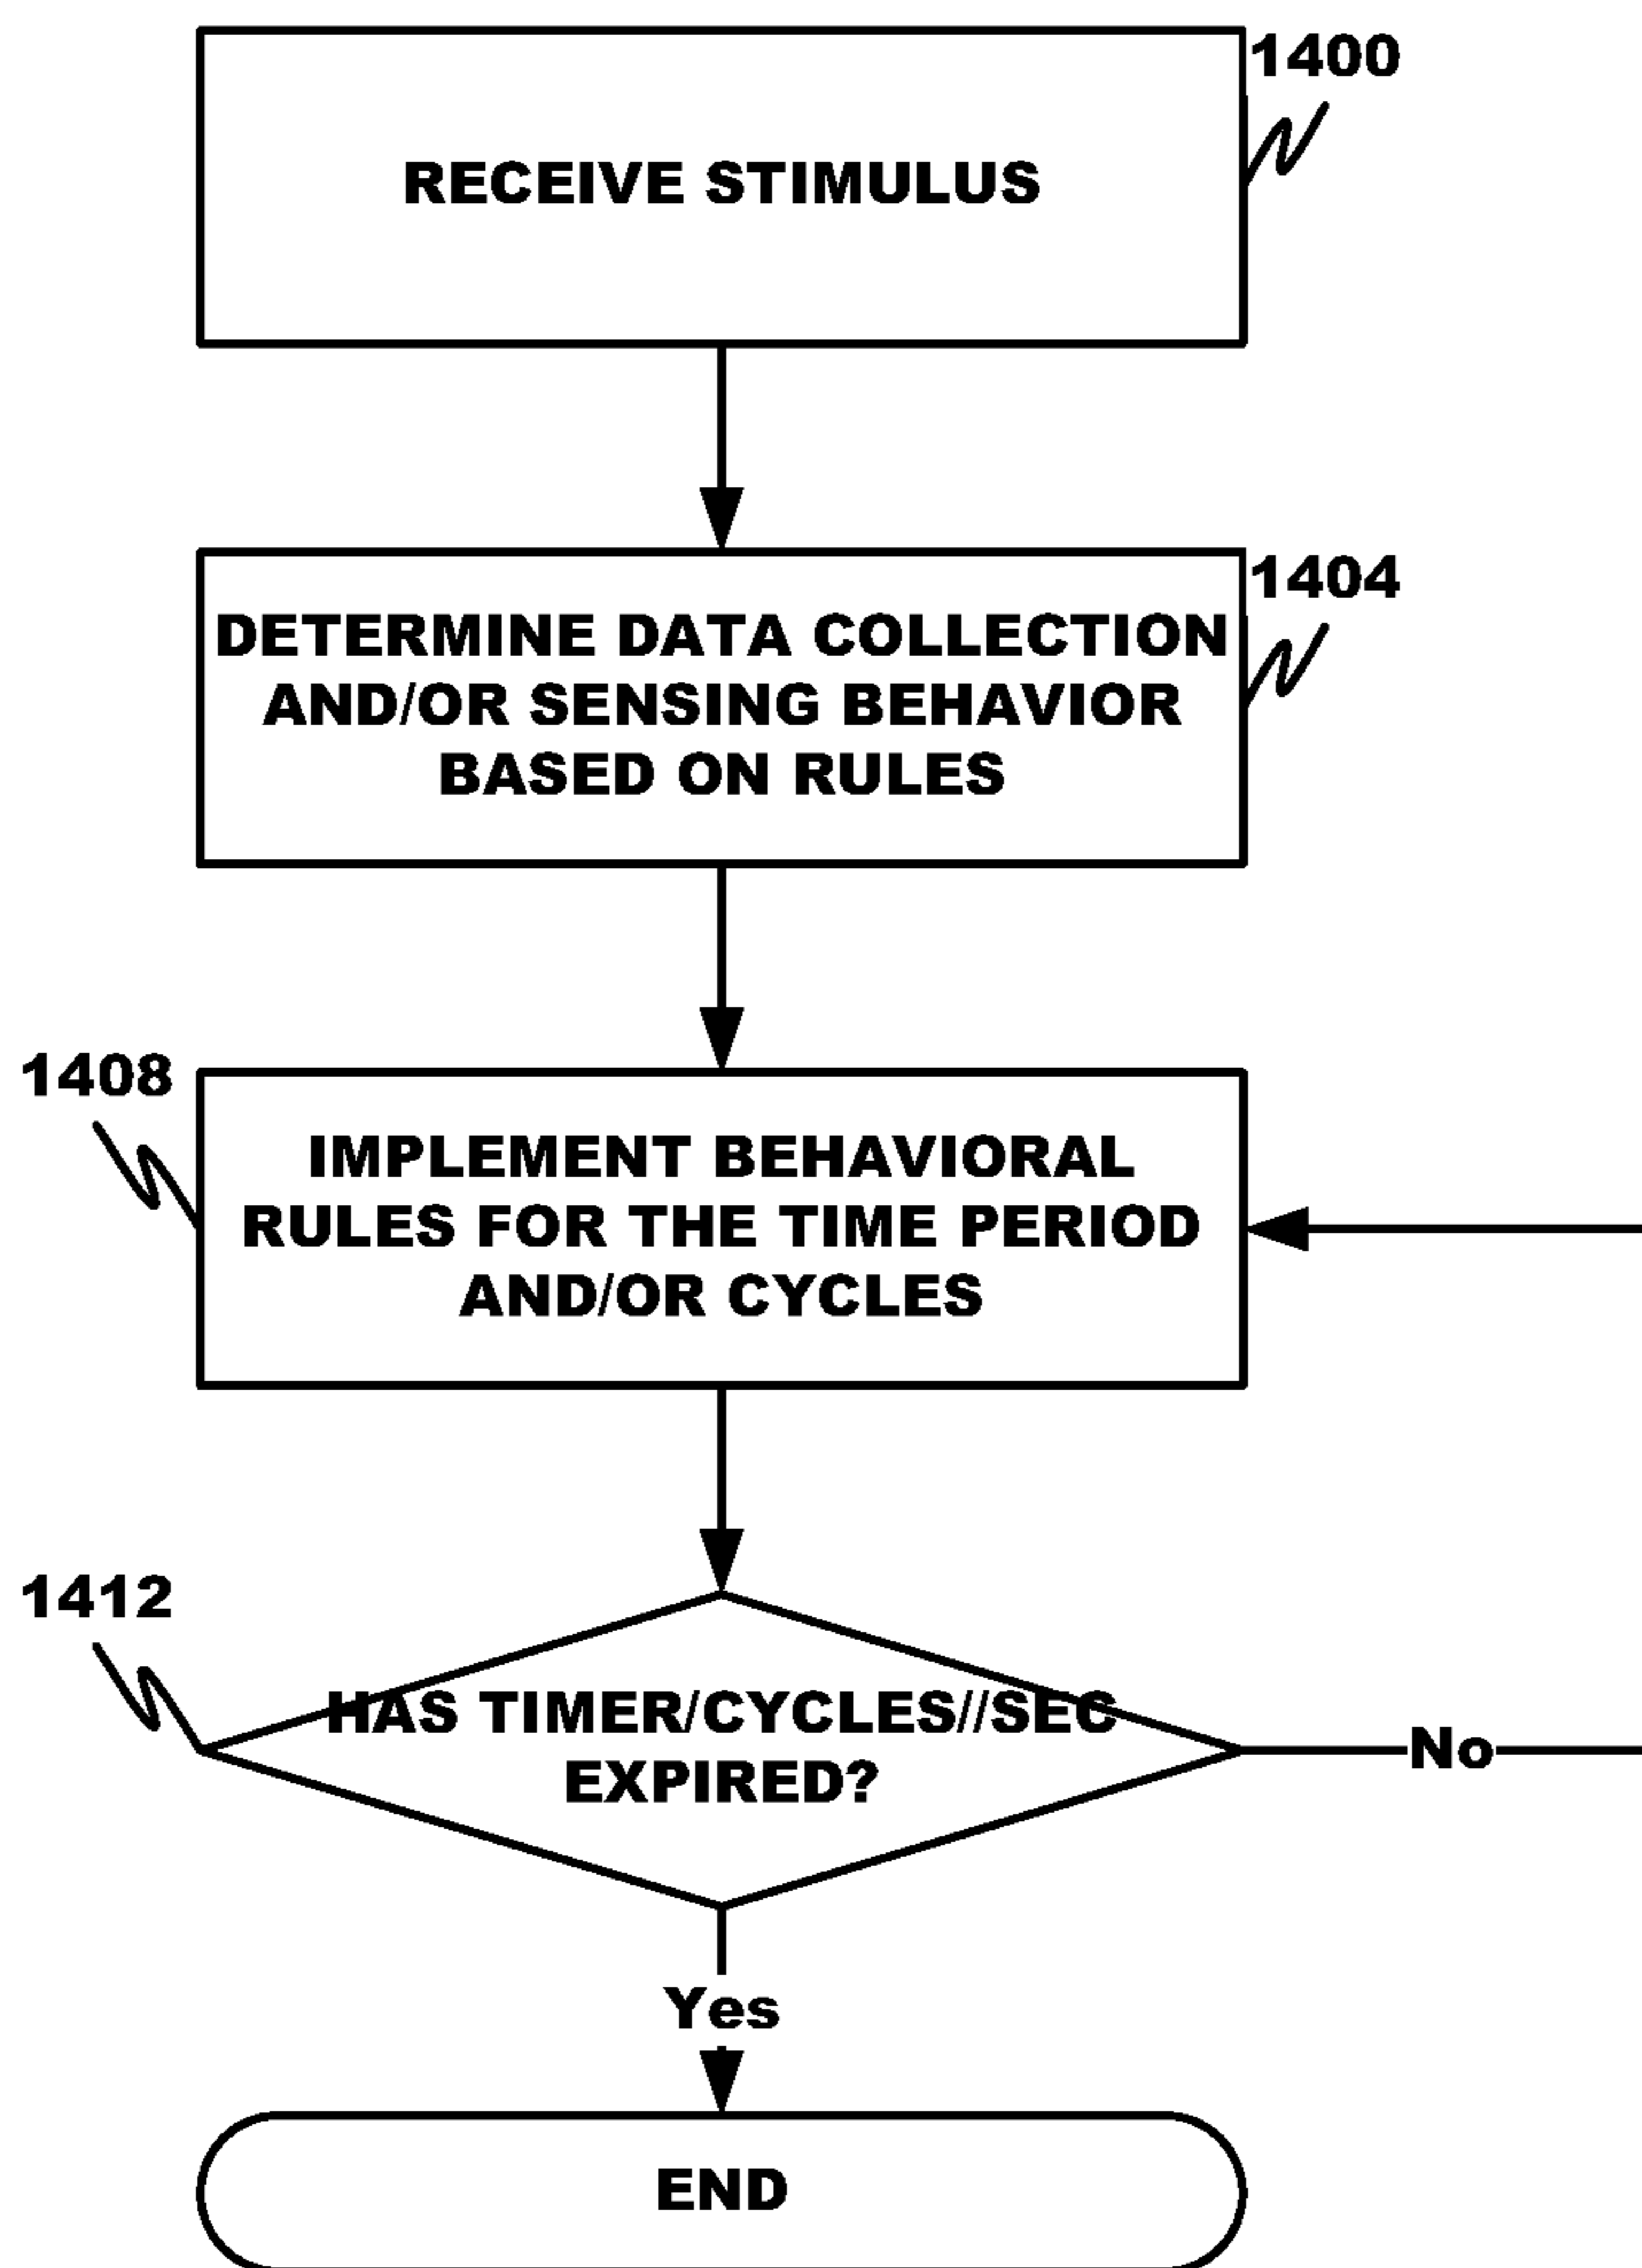 1400
RECEIVE STIMULUS
1404
DETERMINE DATA COLLECTION
AND/OR SENSING BEHAVIOR
BASED ON RULES
1408
IMPLEMENT BEHAVIORAL
RULES FOR THE TIME PERIOD
AND/OR CYCLES
1412
HAS TIMER/CYCLES//SEC
EXPIRED?
No
Yes
END